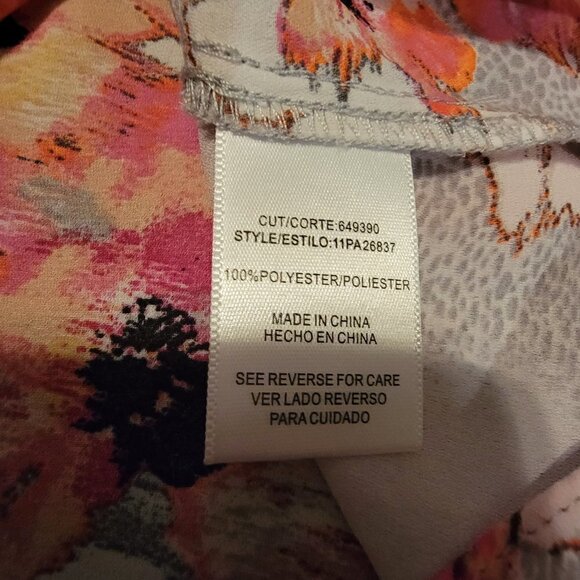 CUT/CORTE:649390
STYLE/ESTILO:11PA26837
100%POLYESTER/POLIESTER
MADE IN CHINA
HECHO EN CHINA
SEE REVERSE FOR CARE
VER LADO REVERSO
PARA CUIDADO